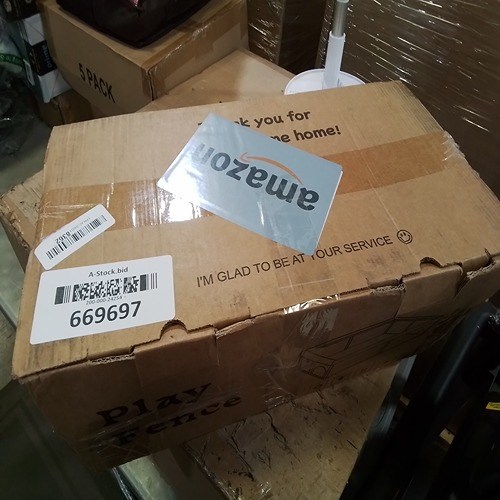 5 PACK
you for
home!
amazon
I'M GLAD TO BE AT YOUR SERVICE
A-Stock.bid
669697
Play
Fence